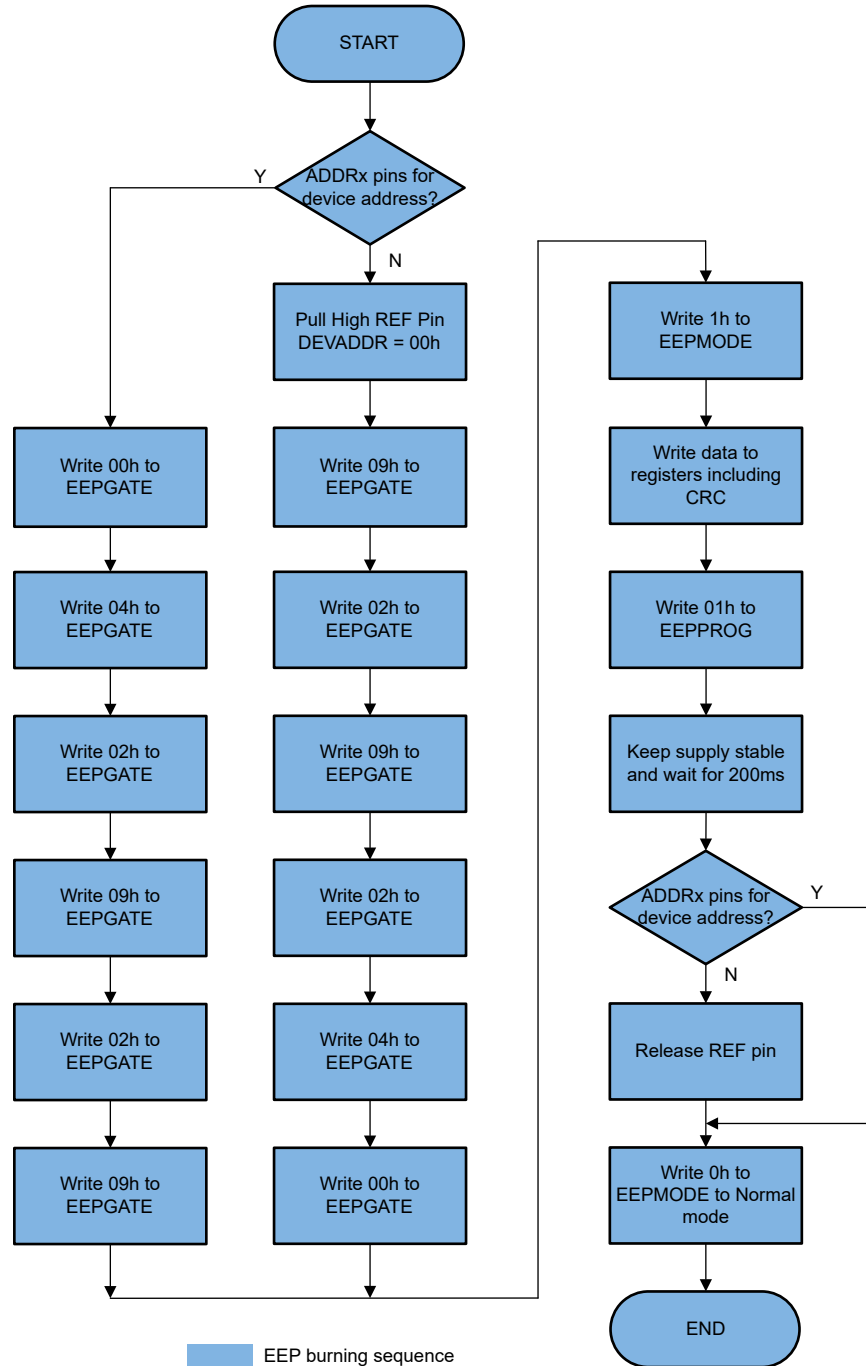 START
ADDRx pins for
device address?
Y
N
Pull High REF Pin
DEVADDR = 00h
Write 00h to
EEPGATE
Write 04h to
EEPGATE
Write 02h to
EEPGATE
Write 09h to
EEPGATE
Write 02h to
EEPGATE
Write 09h to
EEPGATE
Write 09h to
EEPGATE
Write 02h to
EEPGATE
Write 09h to
EEPGATE
Write 02h to
EEPGATE
Write 04h to
EEPGATE
Write 00h to
EEPGATE
Write 1h to
EEPMODE
Write data to
registers including
CRC
Write 01h to
EEPPROG
Keep supply stable
and wait for 200ms
ADDRx pins for
device address?
Y
N
Release REF pin
Write 0h to
EEPMODE to Normal
mode
END
EEP burning sequence